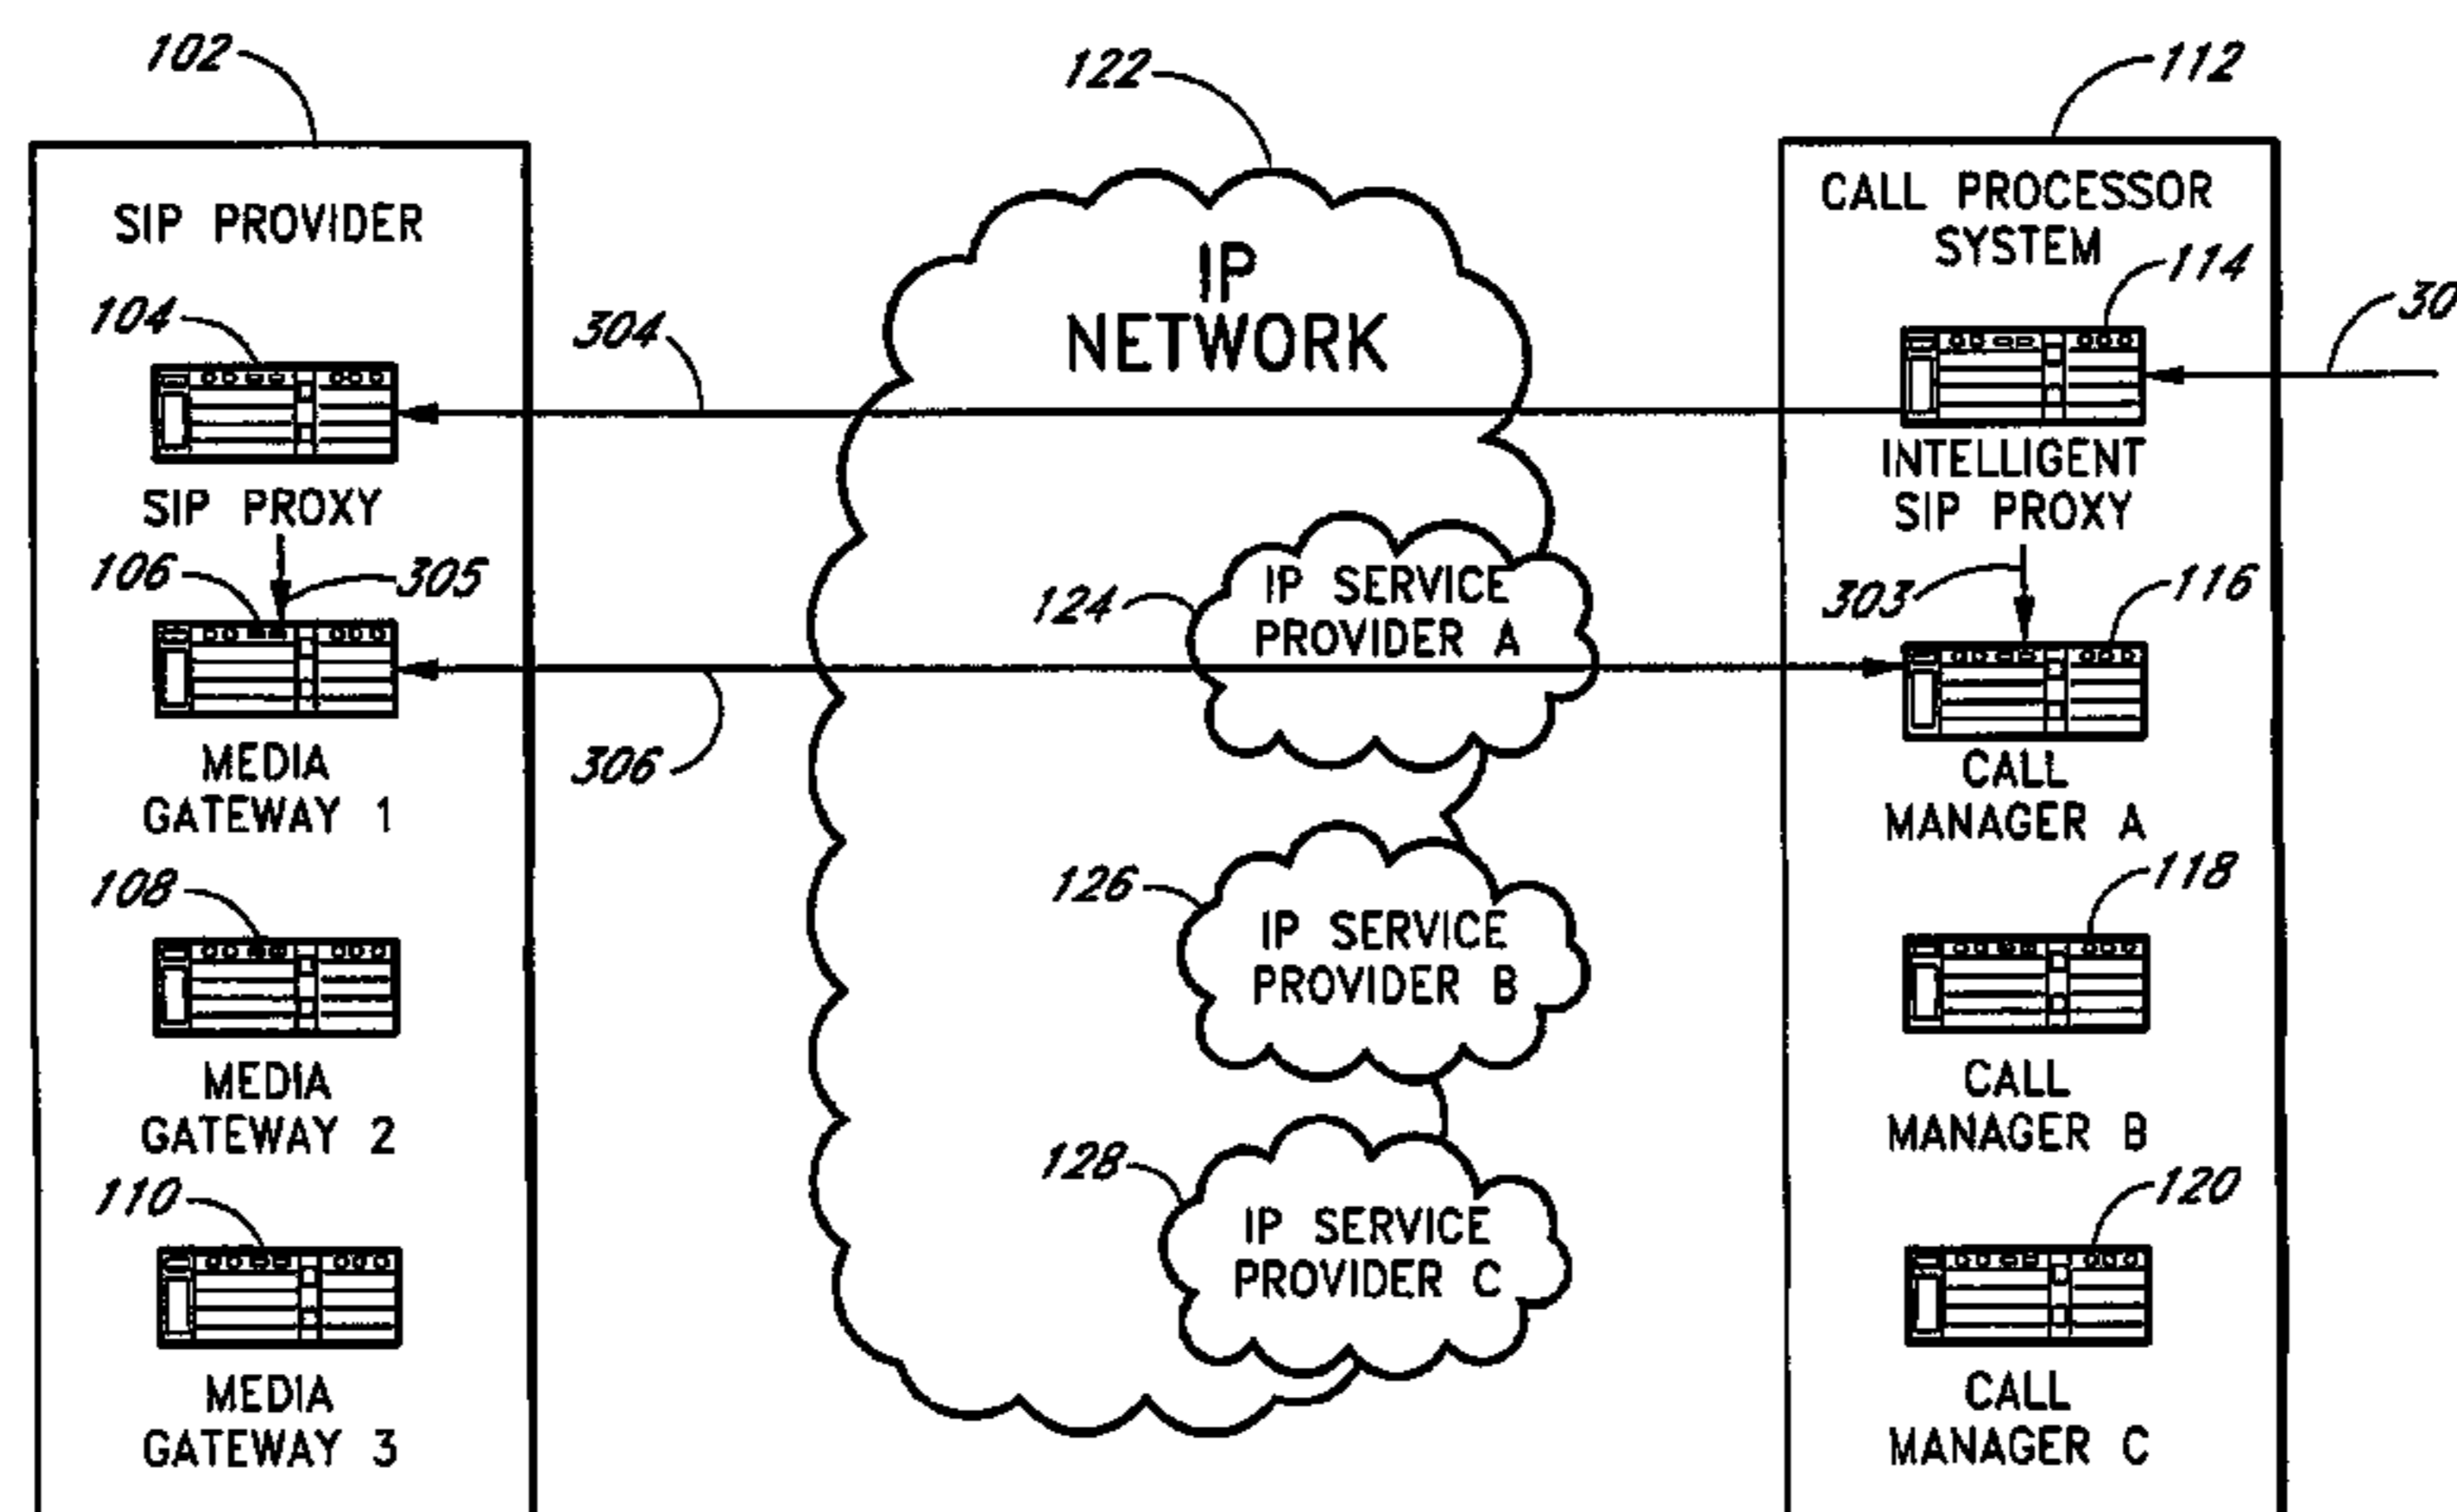 102
122
112
SIP PROVIDER
CALL PROCESSOR
SYSTEM
IP
NETWORK
104
304
114
30
SIP PROXY
INTELLIGENT
SIP PROXY
106
305
IP SERVICE
PROVIDER A
124
303
116
306
MEDIA
GATEWAY 1
CALL
MANAGER A
108
126
118
IP SERVICE
PROVIDER B
MEDIA
GATEWAY 2
CALL
MANAGER B
110
128
120
IP SERVICE
PROVIDER C
MEDIA
GATEWAY 3
CALL
MANAGER C